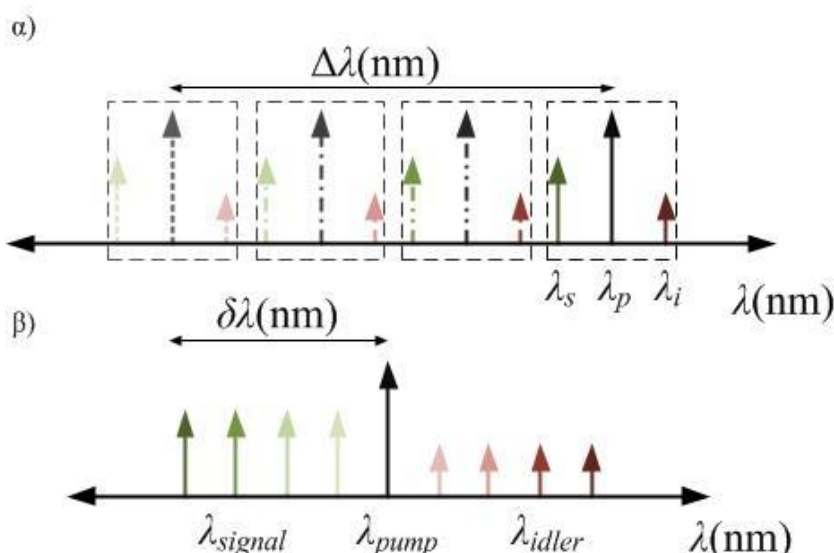 α)
Δλ(nm)
λs λp λi
λ(nm)
β)
δλ(nm)
λsignal λpump λidler λ(nm)